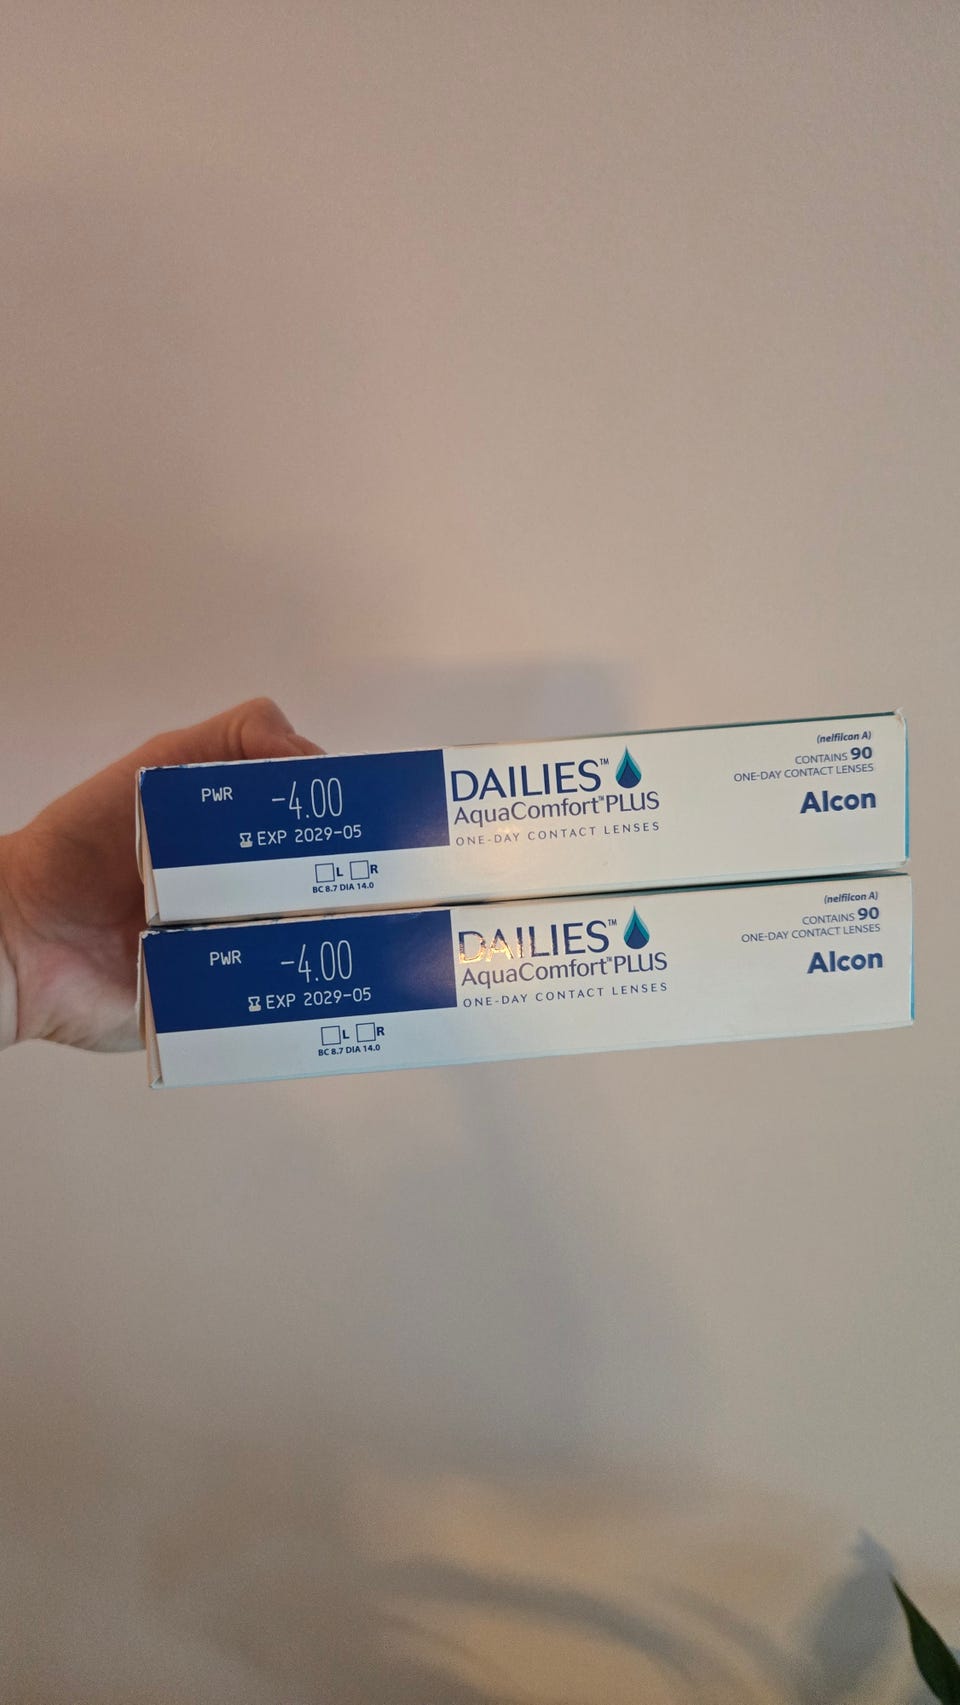 PWR -4.00
EXP 2029-05
L R
BC 8.7 DIA 14.0
DAILIES™
AquaComfort™PLUS
ONE-DAY CONTACT LENSES
(nelfilcon A)
CONTAINS 90
ONE-DAY CONTACT LENSES
Alcon
PWR -4.00
EXP 2029-05
L R
BC 8.7 DIA 14.0
DAILIES™
AquaComfort™PLUS
ONE-DAY CONTACT LENSES
(nelfilcon A)
CONTAINS 90
ONE-DAY CONTACT LENSES
Alcon